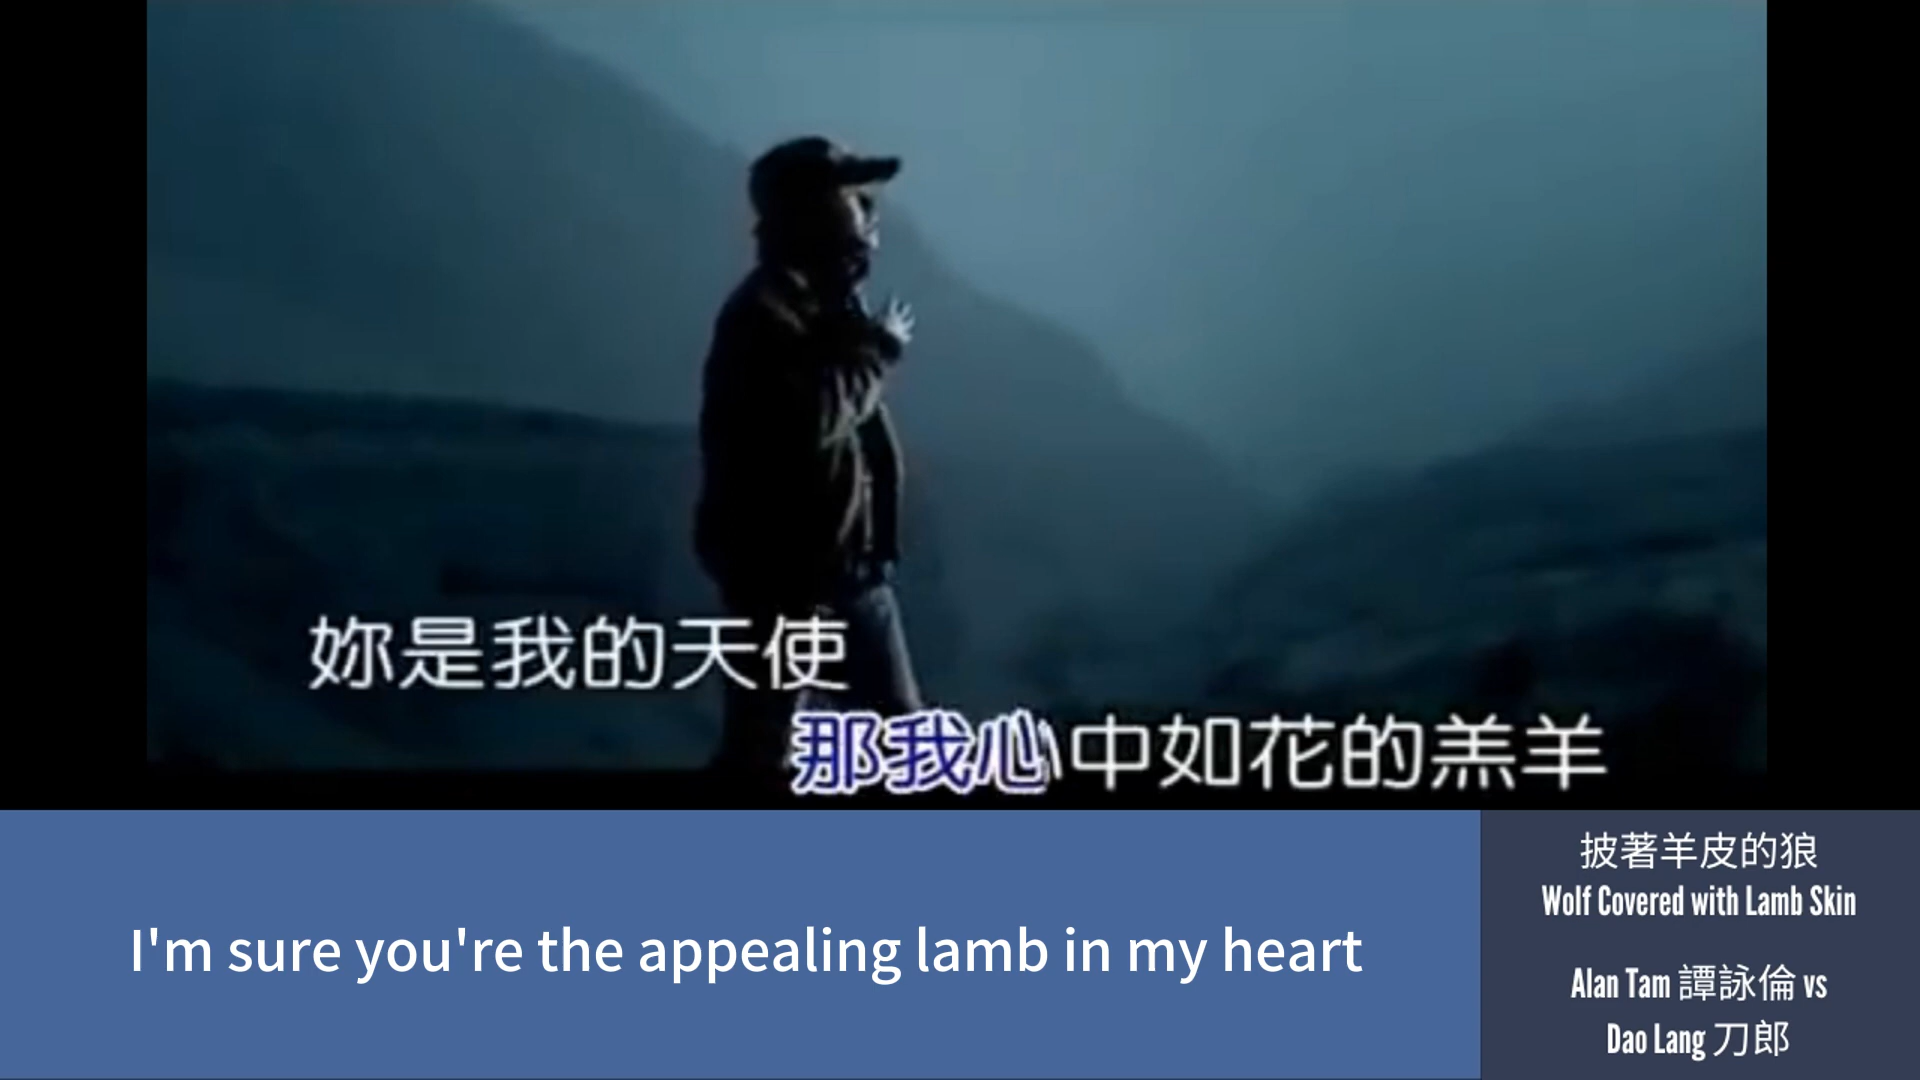 妳是我的天使
那我心中如花的羔羊
I'm sure you're the appealing lamb in my heart
披著羊皮的狼
Wolf Covered with Lamb Skin
Alan Tam 譚詠倫 vs
Dao Lang 刀郎